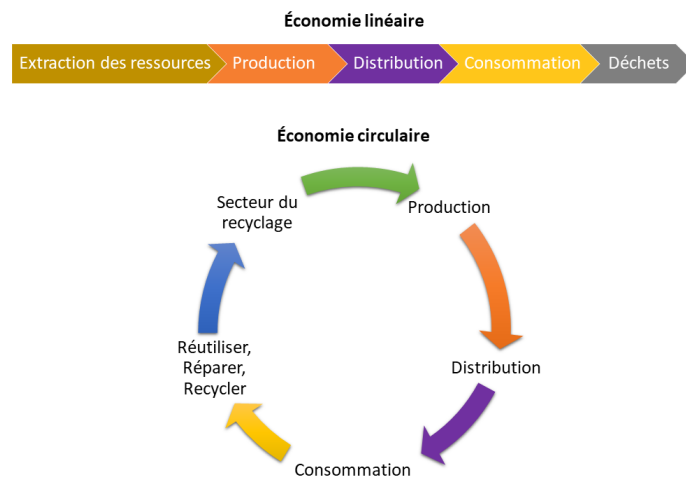 Économie linéaire
Extraction des ressources
Production
Distribution
Consommation
Déchets
Économie circulaire
Secteur du
recyclage
Production
Réutiliser,
Réparer,
Recycler
Distribution
Consommation